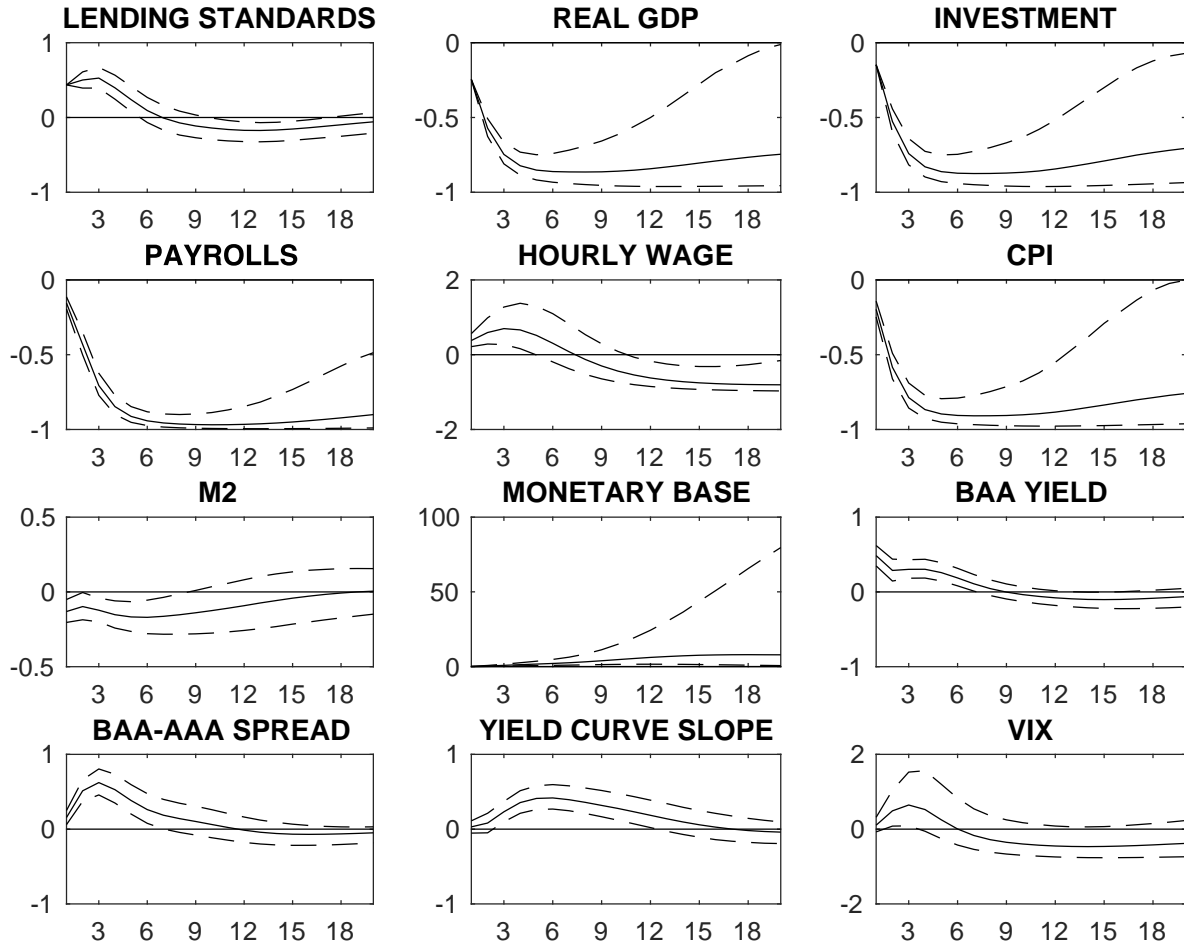 LENDING STANDARDS
1
0
-1
3 6 9 12 15 18
REAL GDP
0
-0.5
-1
3 6 9 12 15 18
INVESTMENT
0
-0.5
-1
3 6 9 12 15 18
PAYROLLS
0
-0.5
-1
3 6 9 12 15 18
HOURLY WAGE
2
0
-2
3 6 9 12 15 18
CPI
0
-0.5
-1
3 6 9 12 15 18
M2
0.5
0
-0.5
3 6 9 12 15 18
MONETARY BASE
100
50
0
3 6 9 12 15 18
BAA YIELD
1
0
-1
3 6 9 12 15 18
BAA-AAA SPREAD
1
0
-1
3 6 9 12 15 18
YIELD CURVE SLOPE
1
0
-1
3 6 9 12 15 18
VIX
2
0
-2
3 6 9 12 15 18